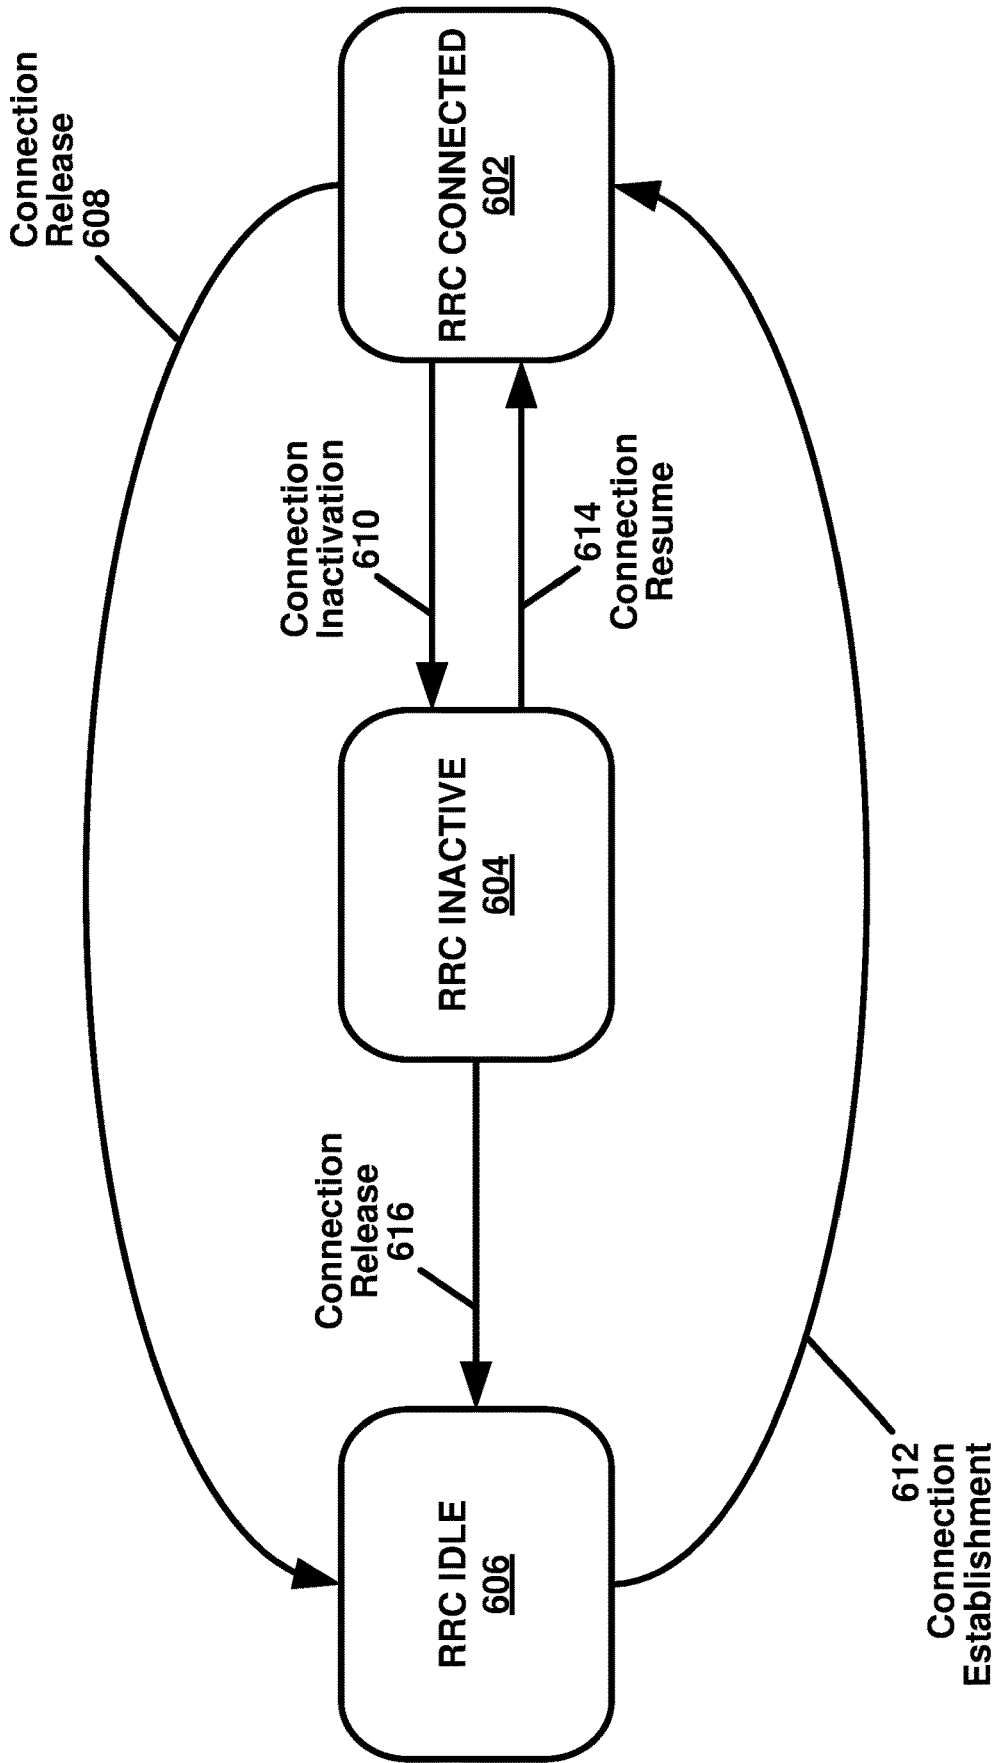 Connection
Release
608
RRC CONNECTED
602
Connection
Inactivation
610
614
Connection
Resume
RRC INACTIVE
604
Connection
Release
616
RRC IDLE
606
612
Connection
Establishment